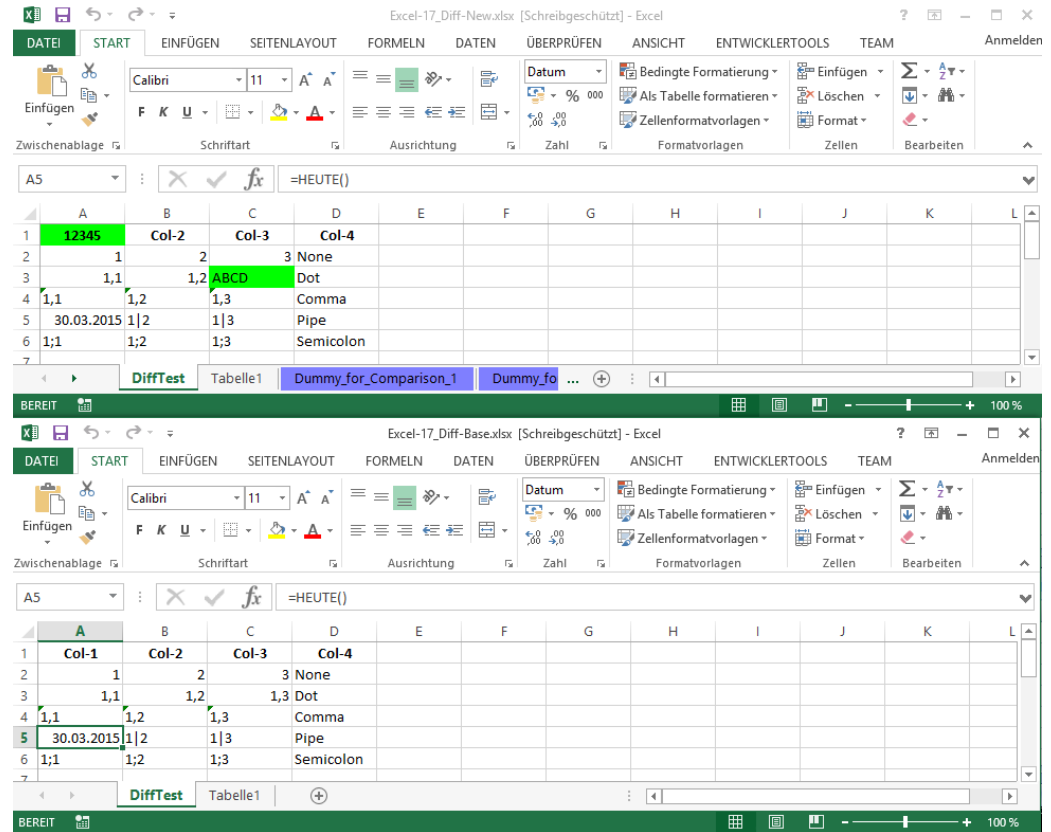 Excel-17_Diff-New.xlsx [Schreibgeschützt] - Excel ?
DATEI START EINFÜGEN SEITENLAYOUT FORMELN DATEN ÜBERPRÜFEN ANSICHT ENTWICKLERTOOLS TEAM Anmelden
Calibri 11 A A Datum Bedingte Formatierung Einfügen Σ A Z
Einfügen F K U A % 000 Als Tabelle formatieren Löschen
,00 Zellenformatvorlagen Format
Zwischenablage Schriftart Ausrichtung Zahl Formatvorlagen Zellen Bearbeiten
A5 fx =HEUTE()
A B C D E F G H I J K L
1 12345 Col-2 Col-3 Col-4
2 1 2 3 None
3 1,1 1,2 ABCD Dot
4 1,1 1,2 1,3 Comma
5 30.03.2015 1|2 1|3 Pipe
6 1;1 1;2 1;3 Semicolon
7
DiffTest Tabelle1 Dummy_for_Comparison_1 Dummy_fo ...
BEREIT 100 %
Excel-17_Diff-Base.xlsx [Schreibgeschützt] - Excel ?
DATEI START EINFÜGEN SEITENLAYOUT FORMELN DATEN ÜBERPRÜFEN ANSICHT ENTWICKLERTOOLS TEAM Anmelden
Calibri 11 A A Datum Bedingte Formatierung Einfügen Σ A Z
Einfügen F K U A % 000 Als Tabelle formatieren Löschen
,00 Zellenformatvorlagen Format
Zwischenablage Schriftart Ausrichtung Zahl Formatvorlagen Zellen Bearbeiten
A5 fx =HEUTE()
A B C D E F G H I J K L
1 Col-1 Col-2 Col-3 Col-4
2 1 2 3 None
3 1,1 1,2 1,3 Dot
4 1,1 1,2 1,3 Comma
5 30.03.2015 1|2 1|3 Pipe
6 1;1 1;2 1;3 Semicolon
7
DiffTest Tabelle1
BEREIT 100 %